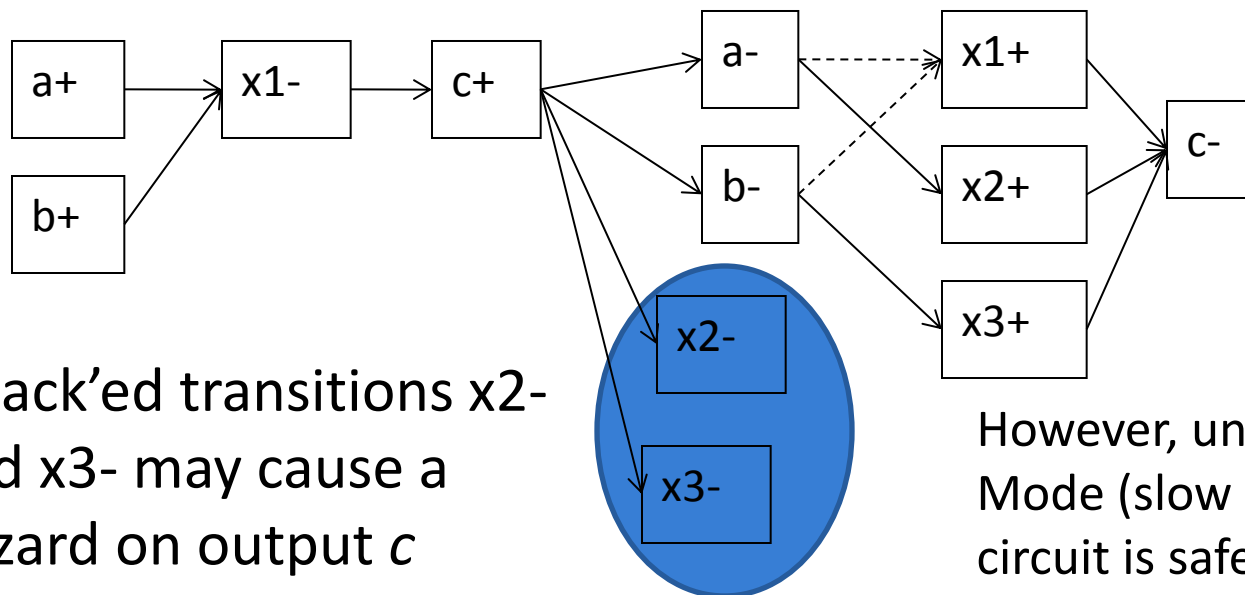 a+
x1-
c+
a-
x1+
b+
b-
x2+
c-
x3+
x2-
x3-
ack'ed transitions x2-
d x3- may cause a
zard on output c
However, un
Mode (slow
circuit is safe